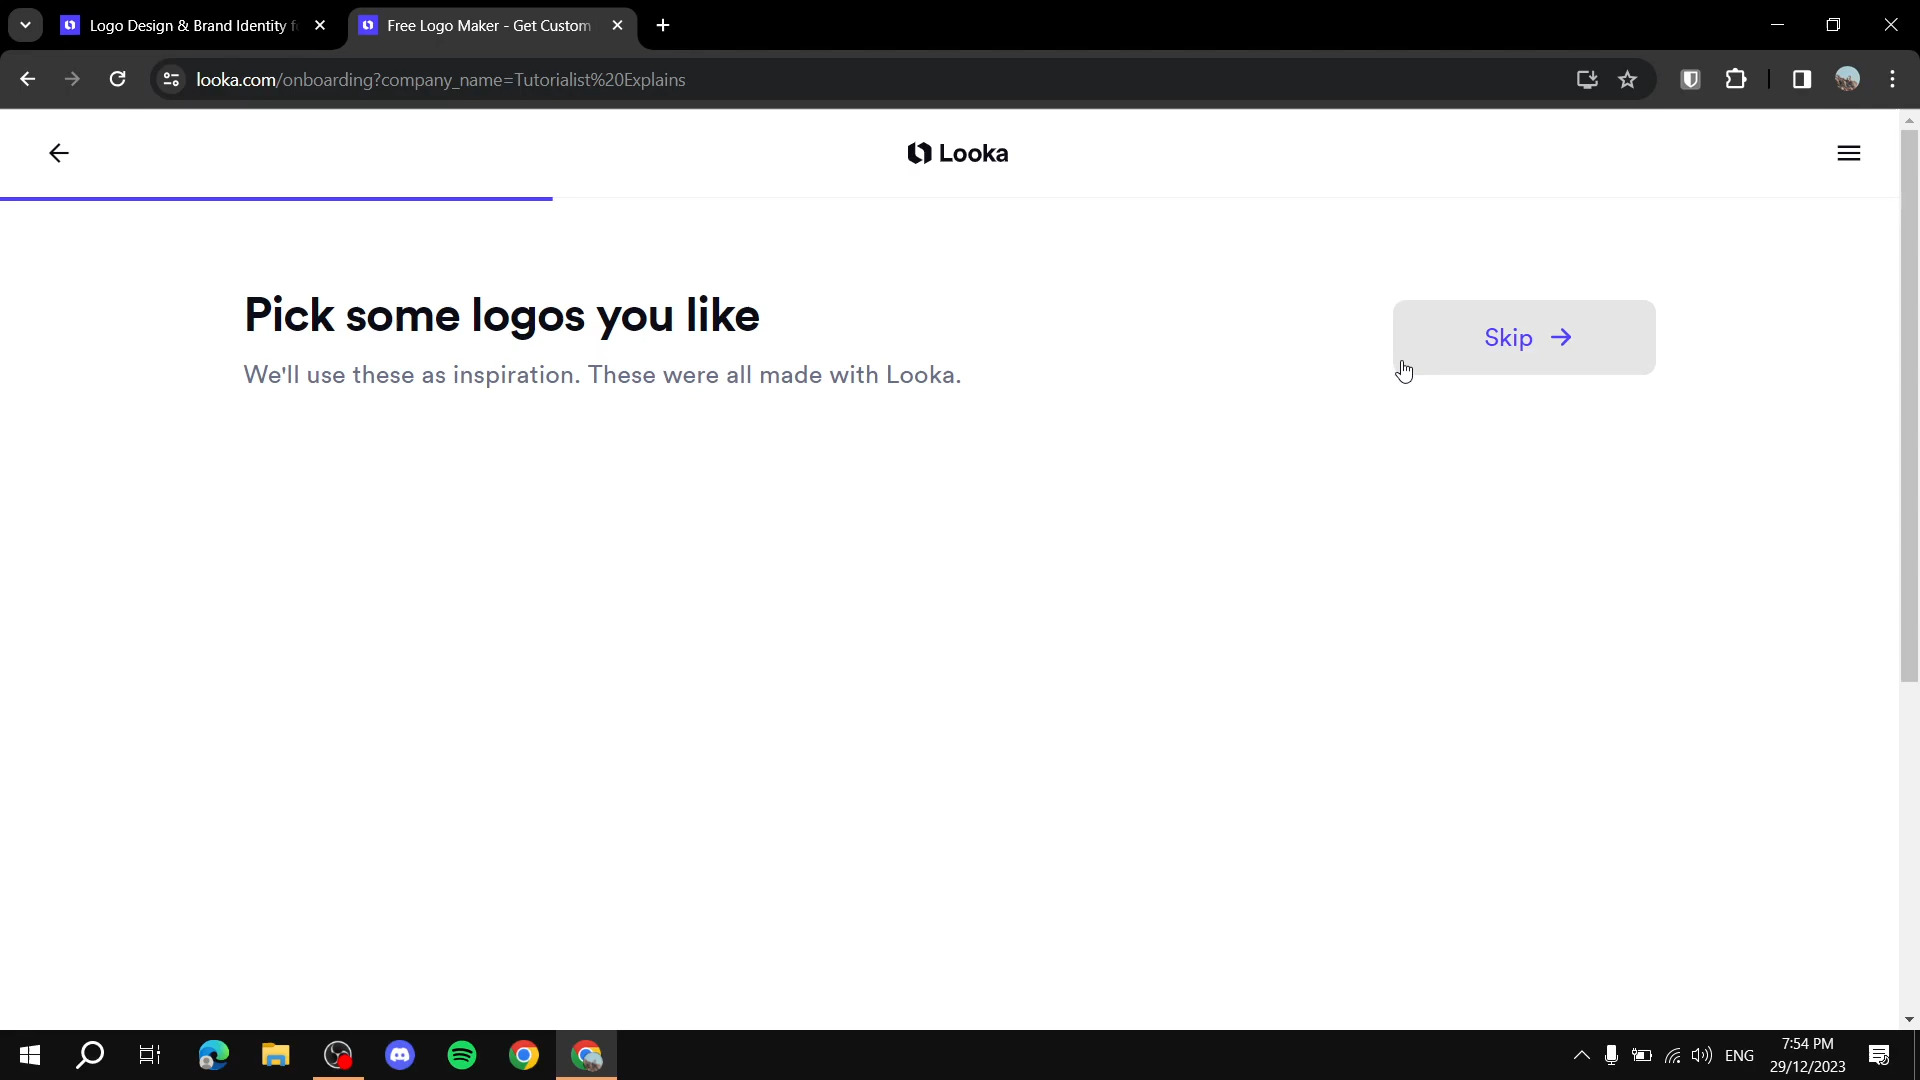 Logo Design & Brand Identity f
Free Logo Maker - Get Custom
looka.com/onboarding?company_name=Tutorialist%20Explains
Looka
Pick some logos you like
Skip
We'll use these as inspiration. These were all made with Looka.
ENG
7:54 PM
29/12/2023